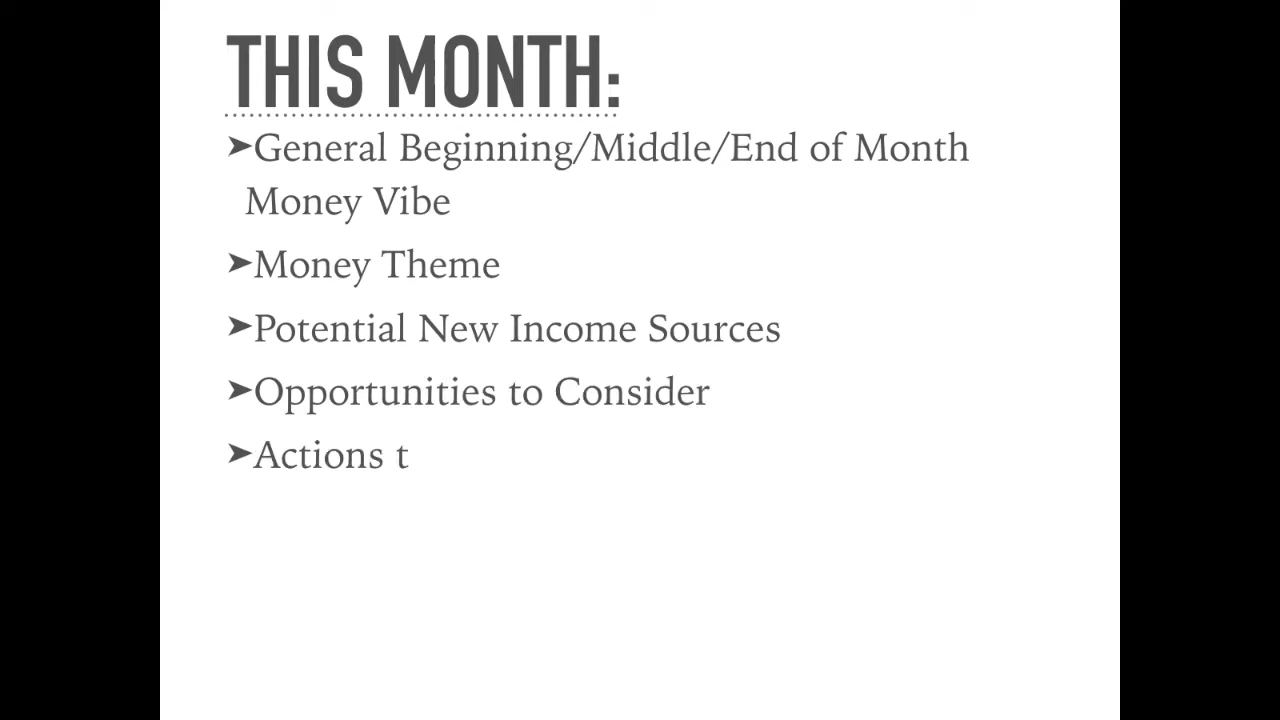 THIS MONTH:
➤General Beginning/Middle/End of Month
Money Vibe
➤Money Theme
➤Potential New Income Sources
➤Opportunities to Consider
➤Actions t